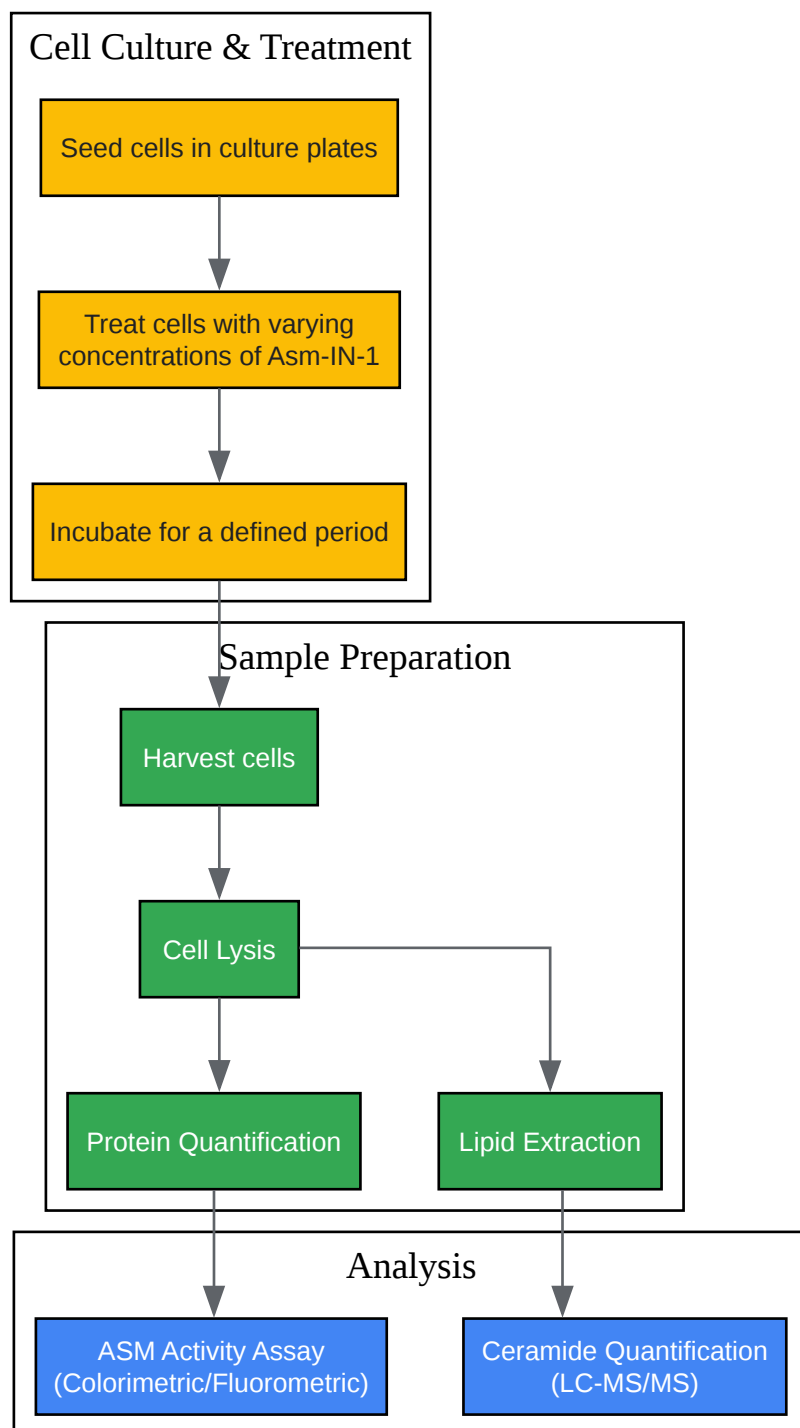 Cell Culture & Treatment
Seed cells in culture plates
Treat cells with varying
concentrations of Asm-IN-1
Incubate for a defined period
Sample Preparation
Harvest cells
Cell Lysis
Protein Quantification
Lipid Extraction
Analysis
ASM Activity Assay
(Colorimetric/Fluorometric)
Ceramide Quantification
(LC-MS/MS)